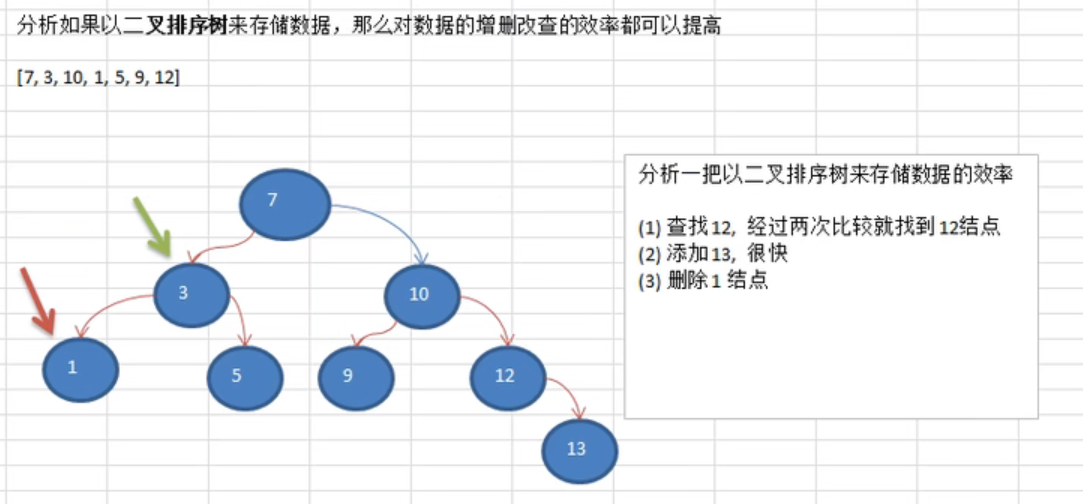 分析如果以二叉排序树来存储数据，那么对数据的增删改查的效率都可以提高
[7, 3, 10, 1, 5, 9, 12]
分析一把以二叉排序树来存储数据的效率
(1) 查找12，经过两次比较就找到12结点
(2) 添加13，很快
(3) 删除1 结点
7
3
10
1
5
9
12
13